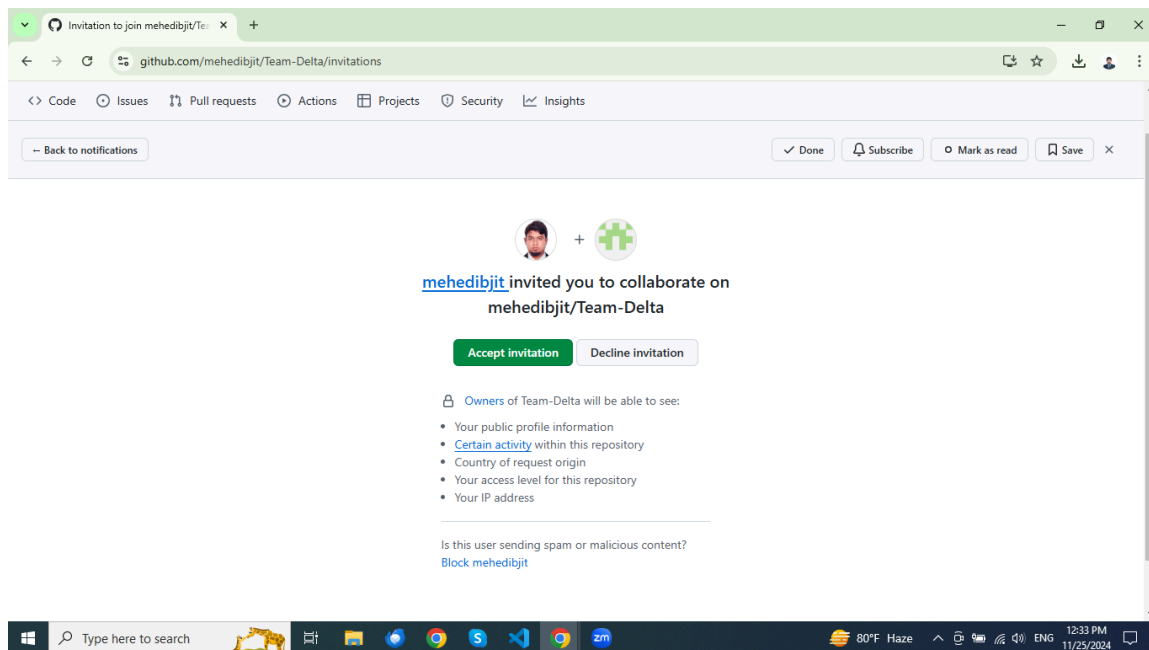 Invitation to join mehedibjit/Tea
github.com/mehedibjit/Team-Delta/invitations
Code Issues Pull requests Actions Projects Security Insights
← Back to notifications Done Subscribe Mark as read Save
mehedibjit invited you to collaborate on
mehedibjit/Team-Delta
Accept invitation Decline invitation
Owners of Team-Delta will be able to see:
• Your public profile information
• Certain activity within this repository
• Country of request origin
• Your access level for this repository
• Your IP address
Is this user sending spam or malicious content?
Block mehedibjit
Type here to search S zm 80°F Haze ENG 12:33 PM
11/25/2024